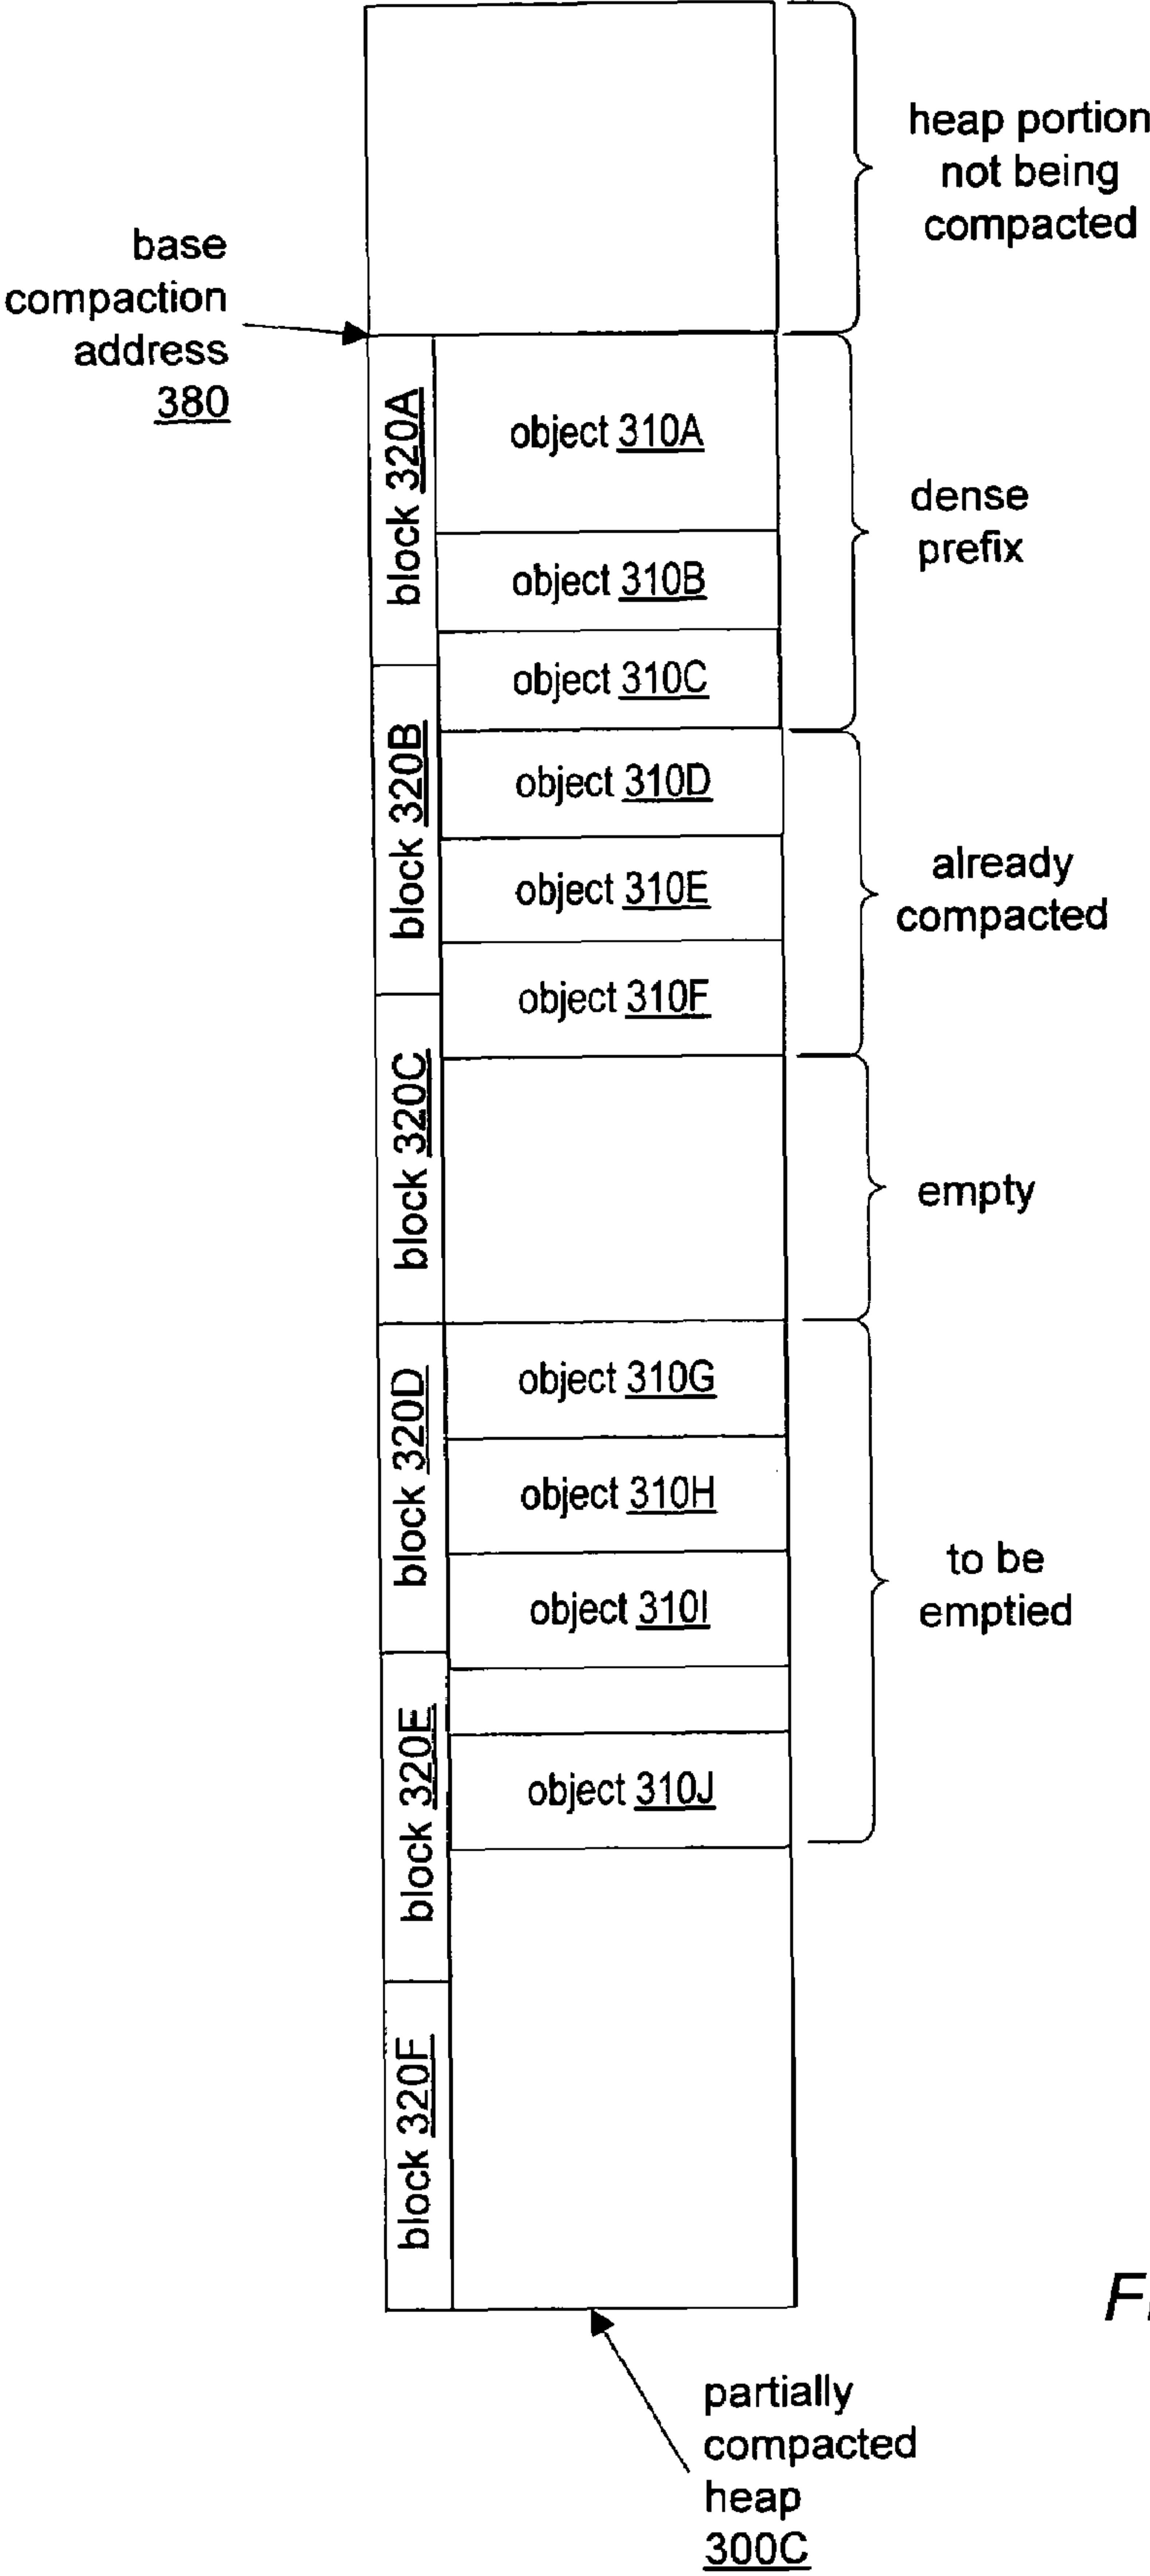 heap portion
not being
compacted
base
compaction
address
380
block 320A
object 310A
dense
prefix
object 310B
object 310C
block 320B
object 310D
already
compacted
object 310E
object 310F
block 320C
empty
block 320D
object 310G
object 310H
to be
emptied
object 310I
block 320E
object 310J
block 320F
partially
compacted
heap
300C